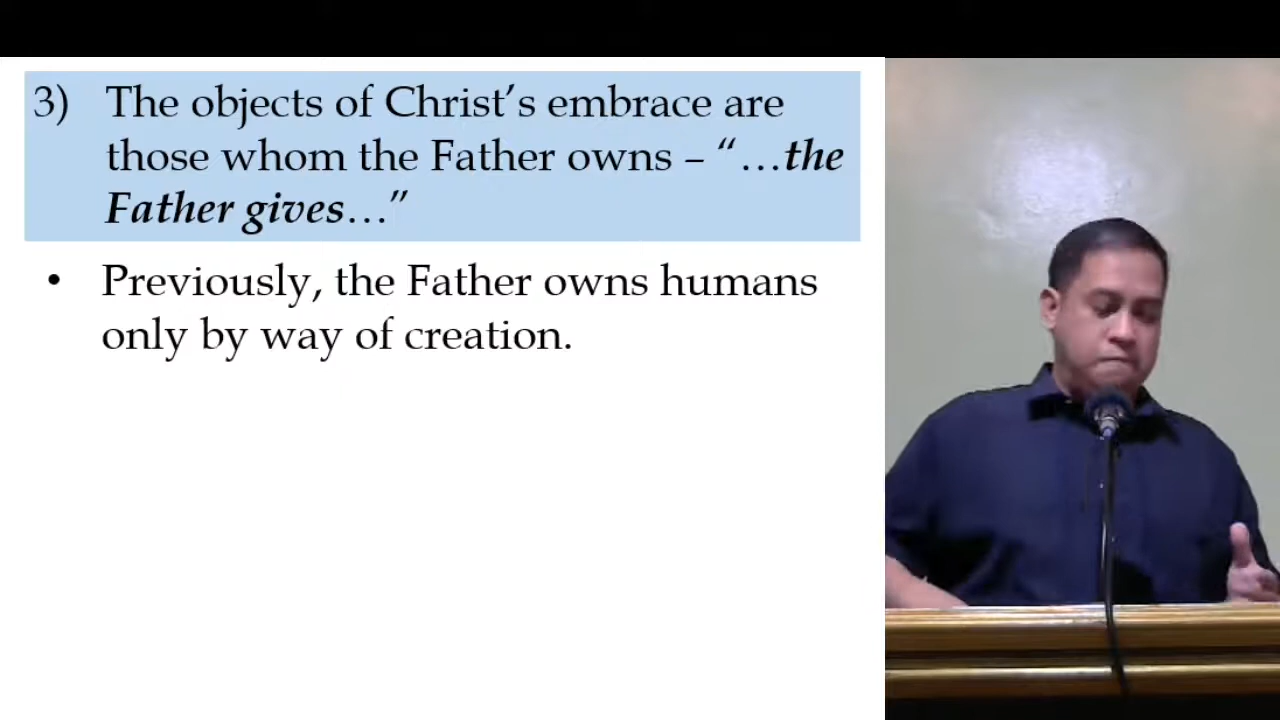 3) The objects of Christ’s embrace are
those whom the Father owns – “…the
Father gives…”
• Previously, the Father owns humans
only by way of creation.